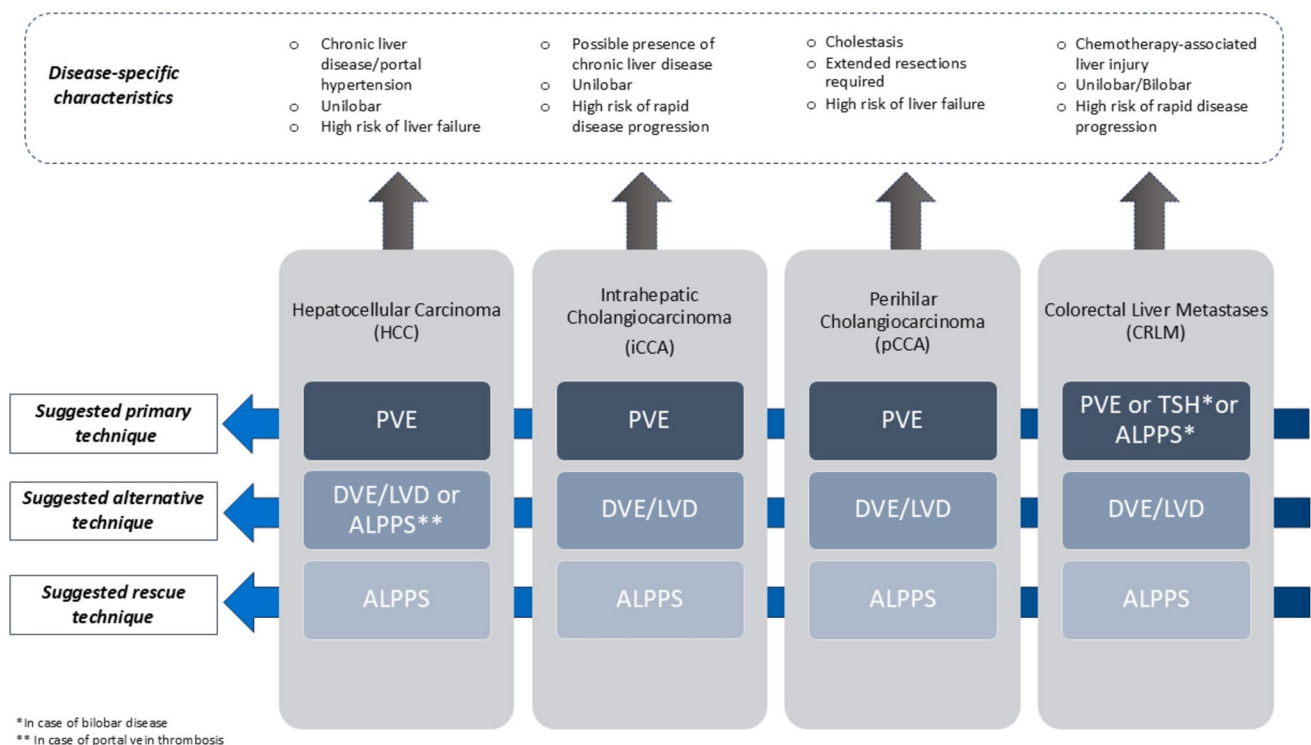 Disease-specific
characteristics
o Chronic liver
disease/portal
hypertension
o Unilobar
o High risk of liver failure
o Possible presence of
chronic liver disease
o Unilobar
o High risk of rapid
disease progression
o Cholestasis
o Extended resections
required
o High risk of liver failure
o Chemotherapy-associated
liver injury
o Unilobar/Bilobar
o High risk of rapid disease
progression
Hepatocellular Carcinoma
(HCC)
Intrahepatic
Cholangiocarcinoma
(iCCA)
Perihilar
Cholangiocarcinoma
(pCCA)
Colorectal Liver Metastases
(CRLM)
Suggested primary
technique
PVE
PVE
PVE
PVE or TSH* or
ALPPS*
Suggested alternative
technique
DVE/LVD or
ALPPS**
DVE/LVD
DVE/LVD
DVE/LVD
Suggested rescue
technique
ALPPS
ALPPS
ALPPS
ALPPS
*In case of bilobar disease
** In case of portal vein thrombosis